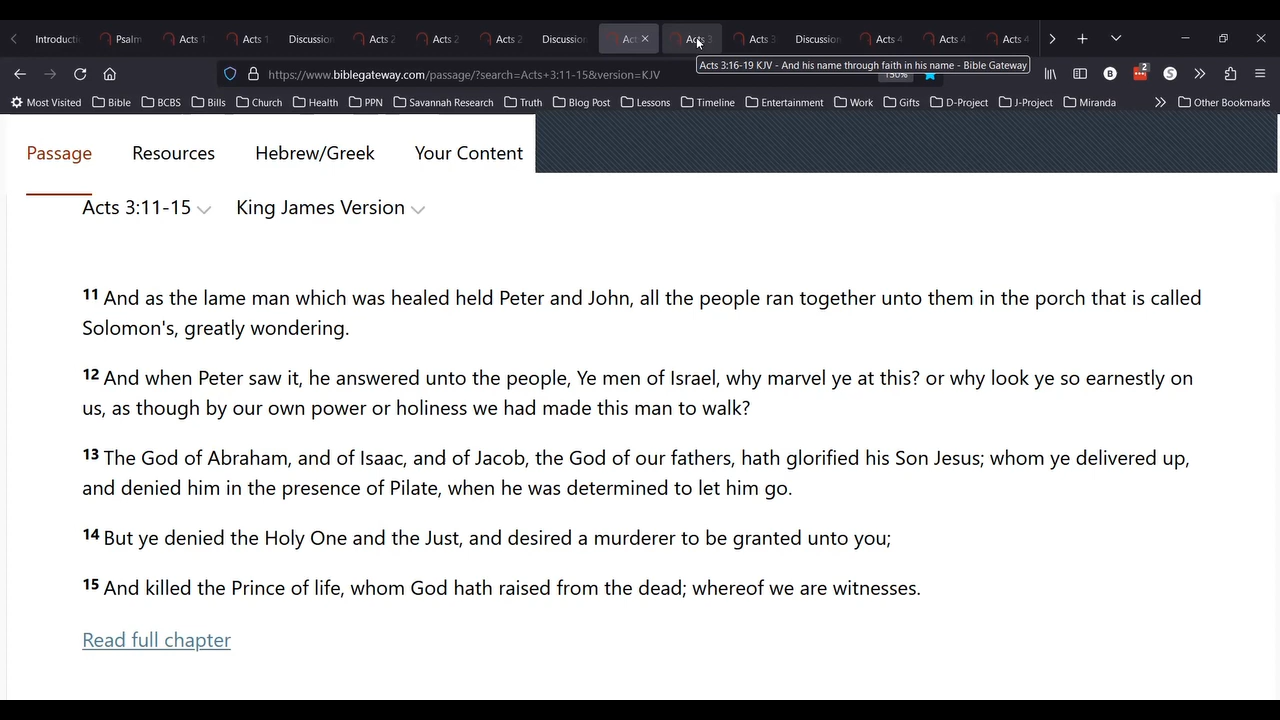 Introducti Psalm Acts 1 Acts 1 Discussion Acts 2 Acts 2 Acts 2 Discussion Act Acts 3 Acts 3 Discussion Acts 4 Acts 4 Acts 4
Acts 3:16-19 KJV - And his name through faith in his name - Bible Gateway
https://www.biblegateway.com/passage/?search=Acts+3:11-15&version=KJV 150% B 2 S
Most Visited Bible BCBS Bills Church Health PPN Savannah Research Truth Blog Post Lessons Timeline Entertainment Work Gifts D-Project J-Project Miranda Other Bookmarks
Passage Resources Hebrew/Greek Your Content
Acts 3:11-15 King James Version
11 And as the lame man which was healed held Peter and John, all the people ran together unto them in the porch that is called
Solomon's, greatly wondering.
12 And when Peter saw it, he answered unto the people, Ye men of Israel, why marvel ye at this? or why look ye so earnestly on
us, as though by our own power or holiness we had made this man to walk?
13 The God of Abraham, and of Isaac, and of Jacob, the God of our fathers, hath glorified his Son Jesus; whom ye delivered up,
and denied him in the presence of Pilate, when he was determined to let him go.
14 But ye denied the Holy One and the Just, and desired a murderer to be granted unto you;
15 And killed the Prince of life, whom God hath raised from the dead; whereof we are witnesses.
Read full chapter